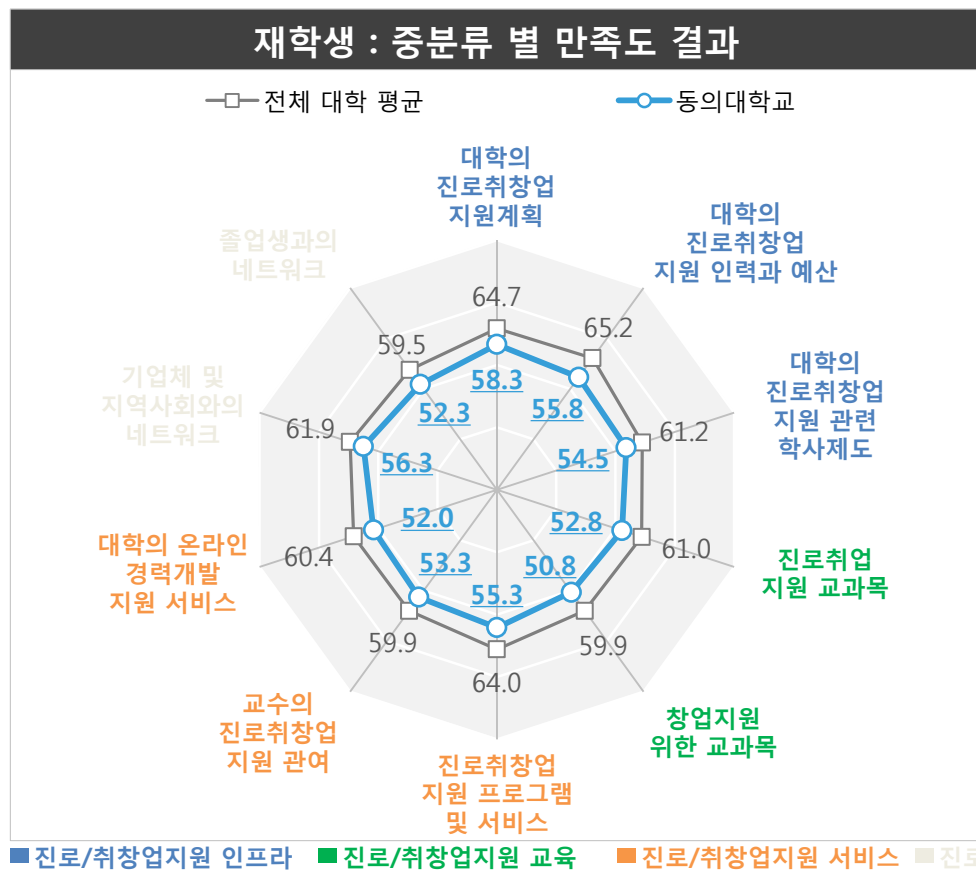 재학생 : 중분류 별 만족도 결과
전체 대학 평균
동의대학교
대학의
진로취창업
지원계획
대학의
진로취창업
지원 인력과 예산
대학의
진로취창업
지원 관련
학사제도
진로취업
지원 교과목
창업지원
위한 교과목
진로취창업
지원 프로그램
및 서비스
교수의
진로취창업
지원 관여
대학의 온라인
경력개발
지원 서비스
기업체 및
지역사회와의
네트워크
졸업생과의
네트워크
64.7
65.2
61.2
61.0
59.9
64.0
59.9
60.4
61.9
59.5
58.3
55.8
54.5
52.8
50.8
55.3
53.3
52.0
56.3
52.3
진로/취창업지원 인프라
진로/취창업지원 교육
진로/취창업지원 서비스
진로